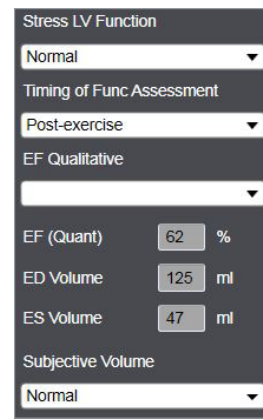 Stress LV Function
Normal
Timing of Func Assessment
Post-exercise
EF Qualitative
EF (Quant) 62 %
ED Volume 125 ml
ES Volume 47 ml
Subjective Volume
Normal